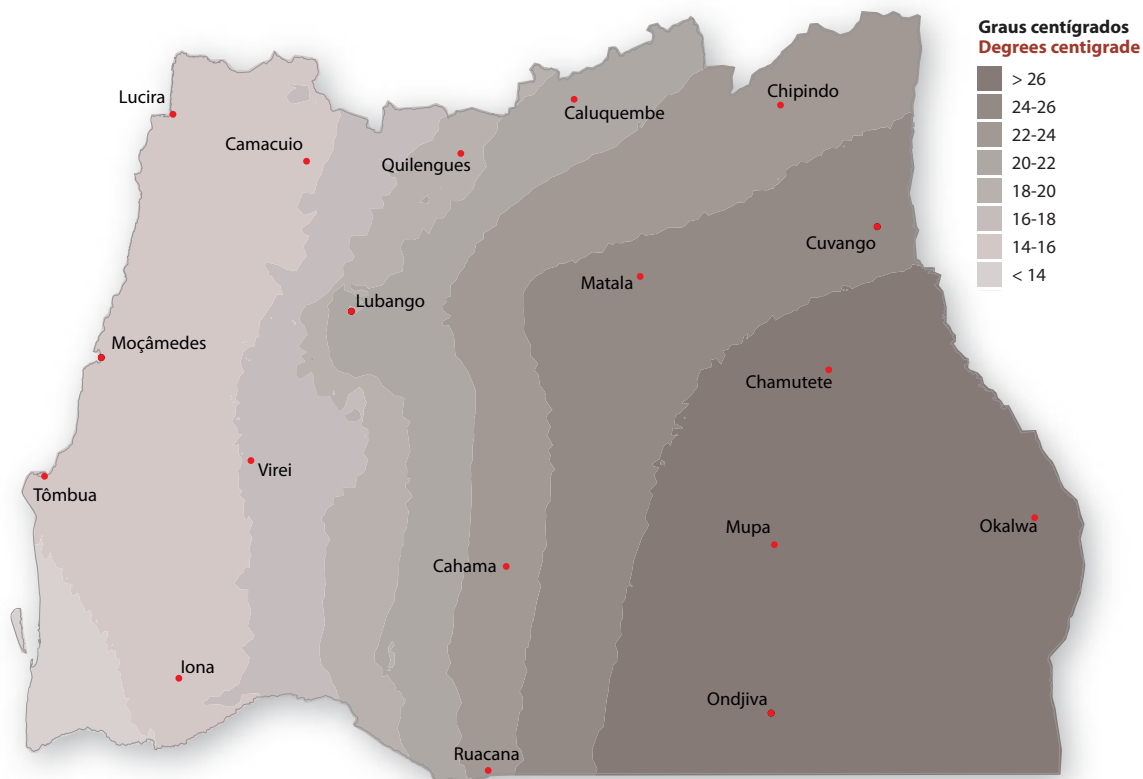 Graus centígrados
Degrees centigrade
> 26
24-26
22-24
20-22
18-20
16-18
14-16
< 14
Lucira
Chipindo
Caluquembe
Camacuio
Quilengues
Cuvango
Matala
Lubango
Moçâmedes
Chamutete
Virei
Tômbua
Mupa
Okalwa
Cahama
Iona
Ondjiva
Ruacana